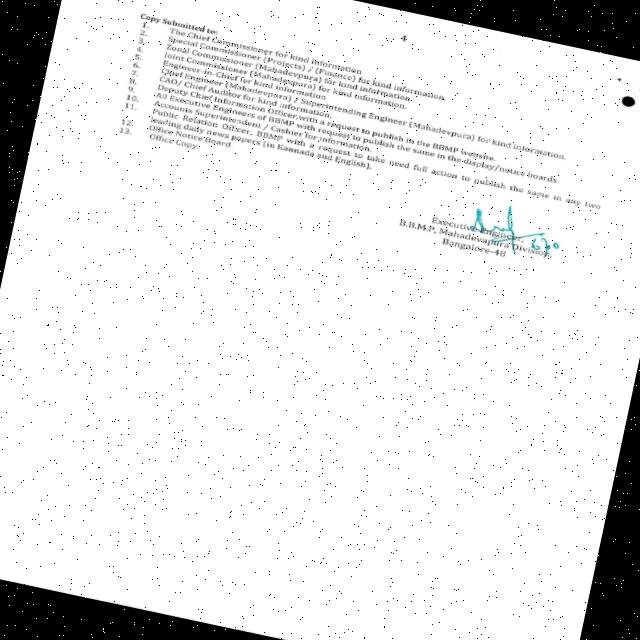 4
Copy Submitted to:
1. The Chief Commissioner for kind information
2. Special Commissioner (Projects) / (Finance) for kind information.
3. Zonal Commissioner (Mahadevpura) for kind information.
4. Joint Commissioner (Mahadevpura) for kind information.
5. Engineer-in-Chief for kind information
6. Chief Engineer (Mahadevpura) / Superintending Engineer (Mahadevpura) for kind information.
7. CAO/ Chief Auditor for kind information.
8. Deputy Chief Information Officer with a request to publish in the BBMP website.
9. All Executive Engineers of BBMP with request to publish the same in the display/notice boards.
10. Accounts Superintendent / Cashier for information
11. Public Relation Officer, BBMP with a request to take need full action to publish the same in any two
leading daily news papers (in Kannada and English),
12. Office Notice Board
13. Office Copy.
Executive Engineer,
B.B.M.P, Mahadevapura Division,
Bangalore-48